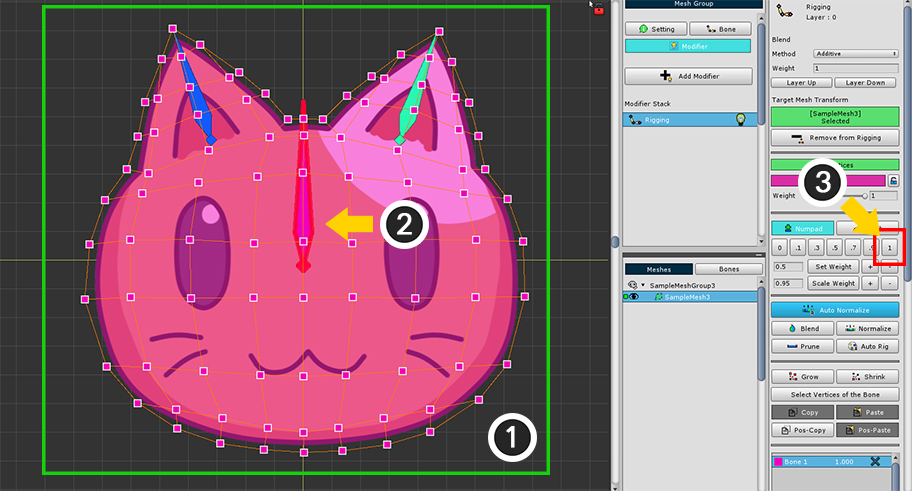 Mesh Group
Setting
Bone
Modifier
Add Modifier
Modifier Stack
Rigging
Meshes
Bones
SampleMeshGroup3
SampleMesh3
Rigging
Layer : 0
Blend
Method
Additive
Weight
1
Layer Up
Layer Down
Target Mesh Transform
[SampleMesh3]
Selected
Remove from Rigging
Weight
1
Numpad
0
.1
.3
.5
.7
1
0.5
Set Weight
+
-
0.95
Scale Weight
+
-
Auto Normalize
Blend
Normalize
Prune
Auto Rig
Grow
Shrink
Select Vertices of the Bone
Copy
Paste
Pos-Copy
Pos-Paste
Bone 1
1.000
1
2
3